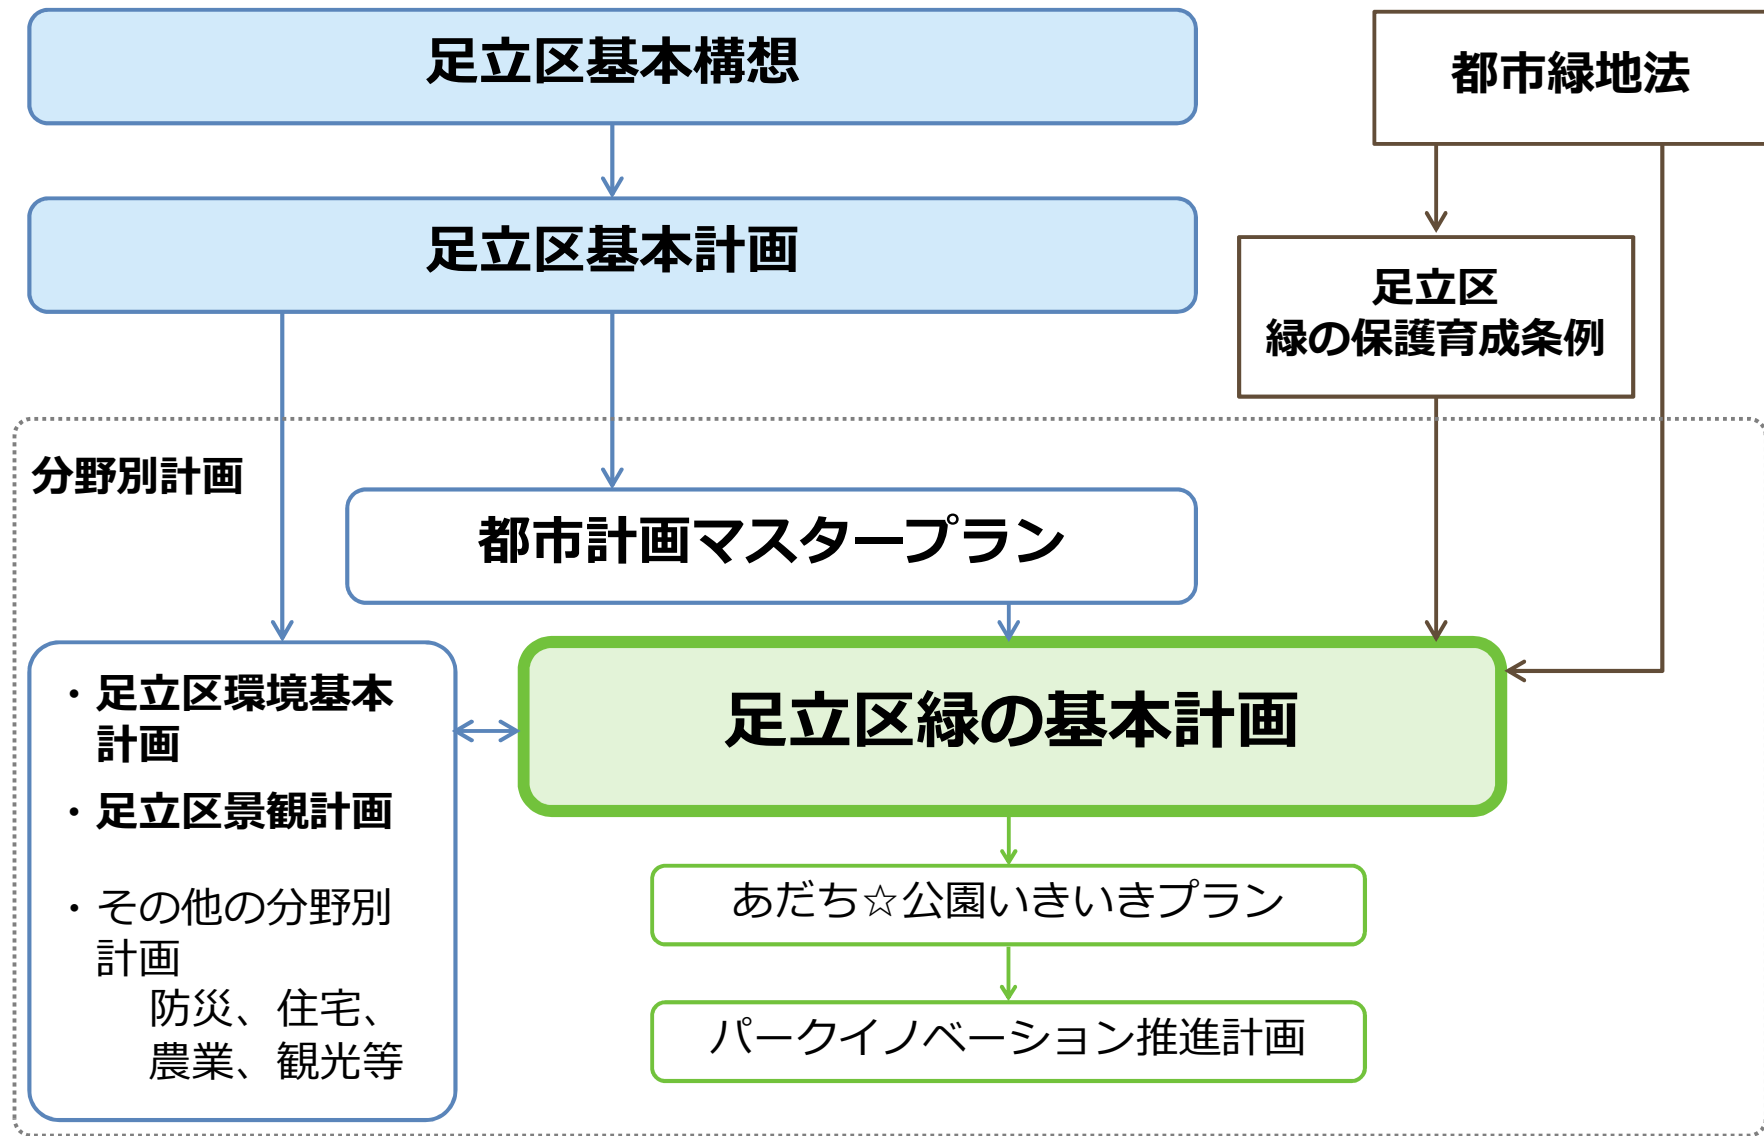 足立区基本構想
都市緑地法
足立区基本計画
足立区
緑の保護育成条例
分野別計画
都市計画マスタープラン
・足立区環境基本
計画
・足立区景観計画
・その他の分野別
計画
防災、住宅、
農業、観光等
足立区緑の基本計画
あだち☆公園いきいきプラン
パークイノベーション推進計画